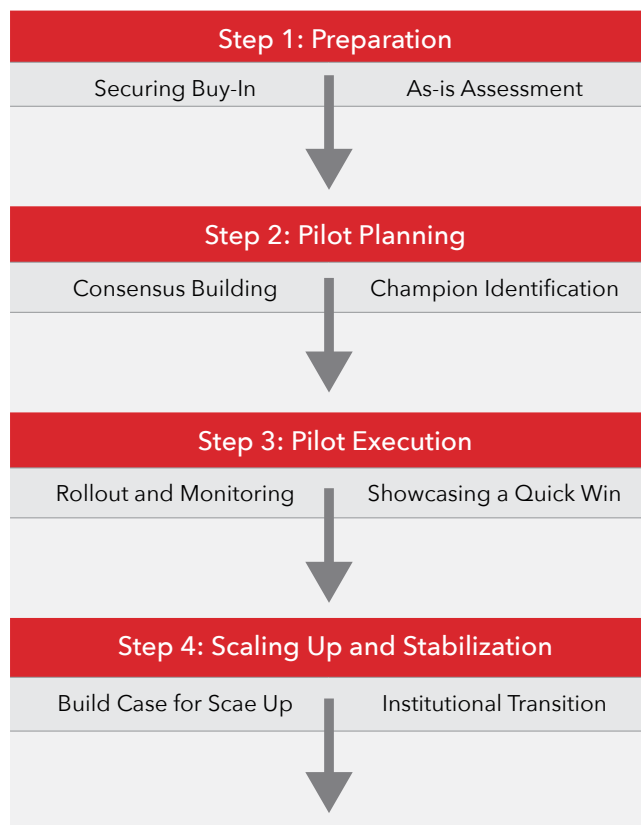 Step 1: Preparation
Securing Buy-In
As-is Assessment
Step 2: Pilot Planning
Consensus Building
Champion Identification
Step 3: Pilot Execution
Rollout and Monitoring
Showcasing a Quick Win
Step 4: Scaling Up and Stabilization
Build Case for Scae Up
Institutional Transition